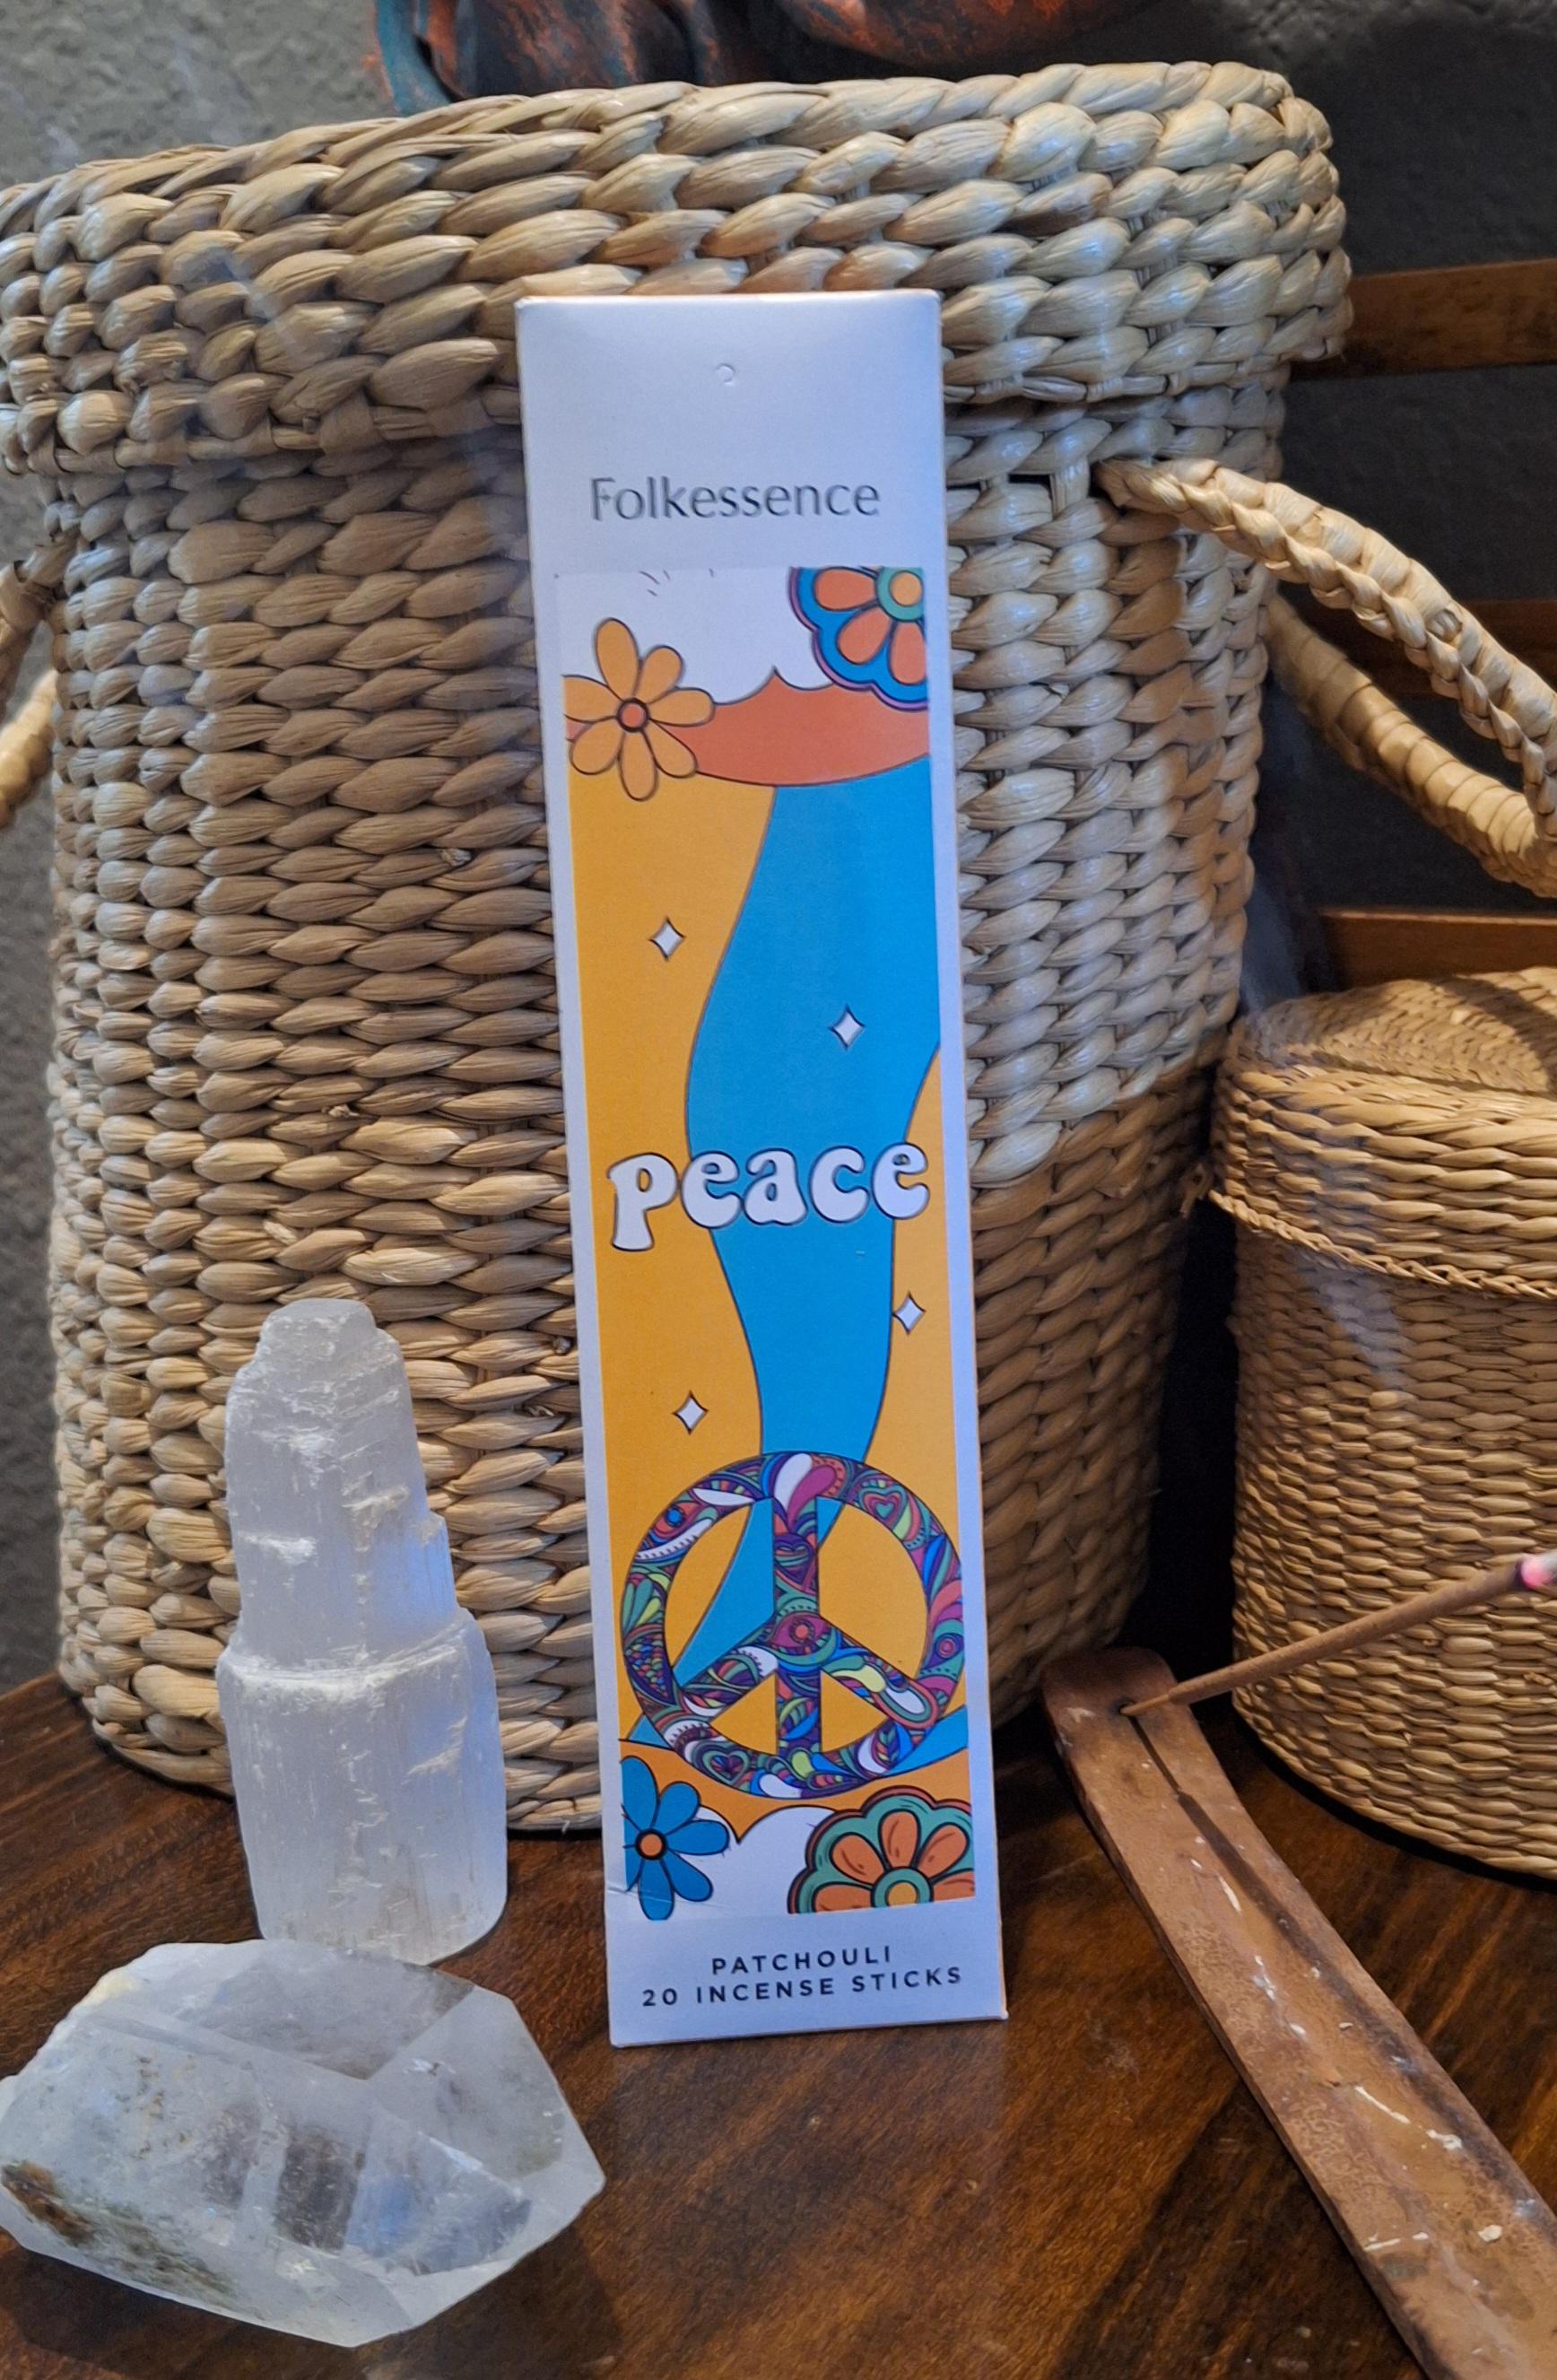 Folkessence
peace
PATCHOULI
20 INCENSE STICKS